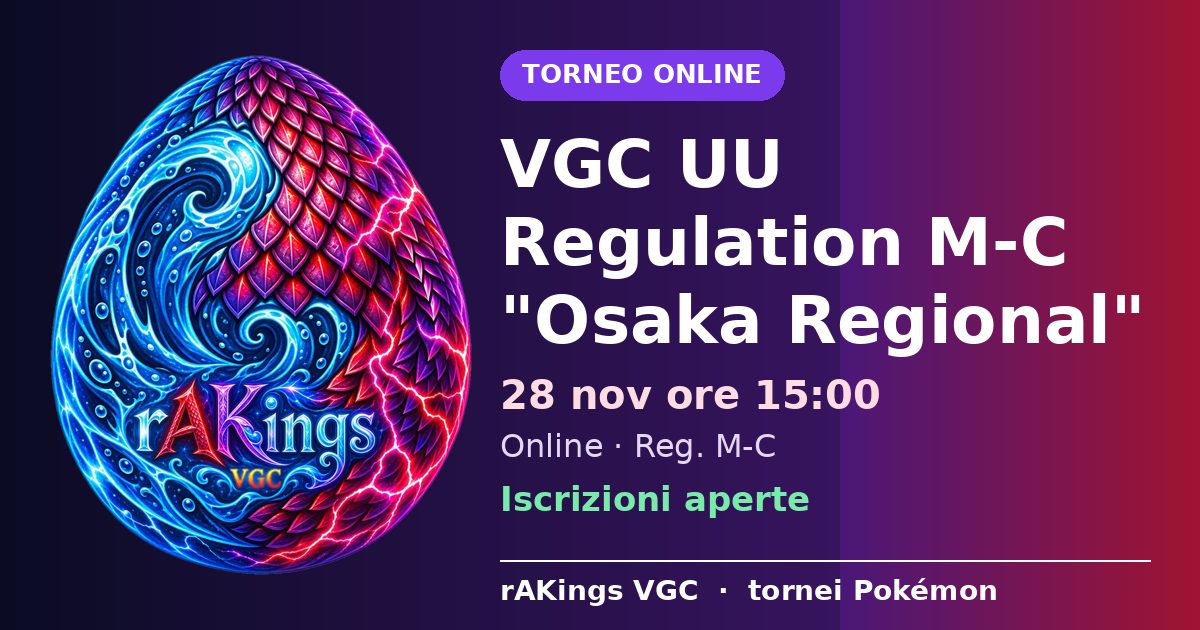 TORNEO ONLINE
VGC UU
Regulation M-C
"Osaka Regional"
28 nov ore 15:00
Online · Reg. M-C
Iscrizioni aperte
rAKings VGC · tornei Pokémon
rAKings
VGC